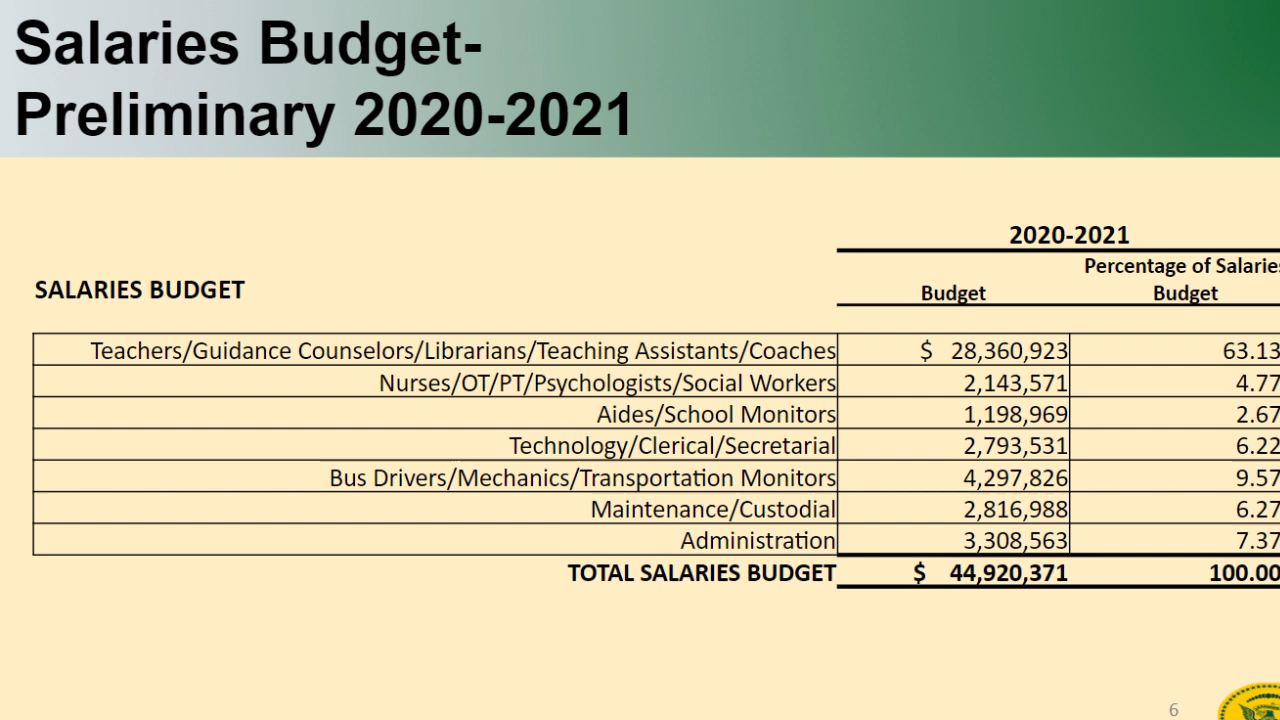 Salaries Budget-
Preliminary 2020-2021
2020-2021
Percentage of Salaries
SALARIES BUDGET Budget Budget
Teachers/Guidance Counselors/Librarians/Teaching Assistants/Coaches $ 28,360,923 63.13
Nurses/OT/PT/Psychologists/Social Workers 2,143,571 4.77
Aides/School Monitors 1,198,969 2.67
Technology/Clerical/Secretarial 2,793,531 6.22
Bus Drivers/Mechanics/Transportation Monitors 4,297,826 9.57
Maintenance/Custodial 2,816,988 6.27
Administration 3,308,563 7.37
TOTAL SALARIES BUDGET $ 44,920,371 100.00
6